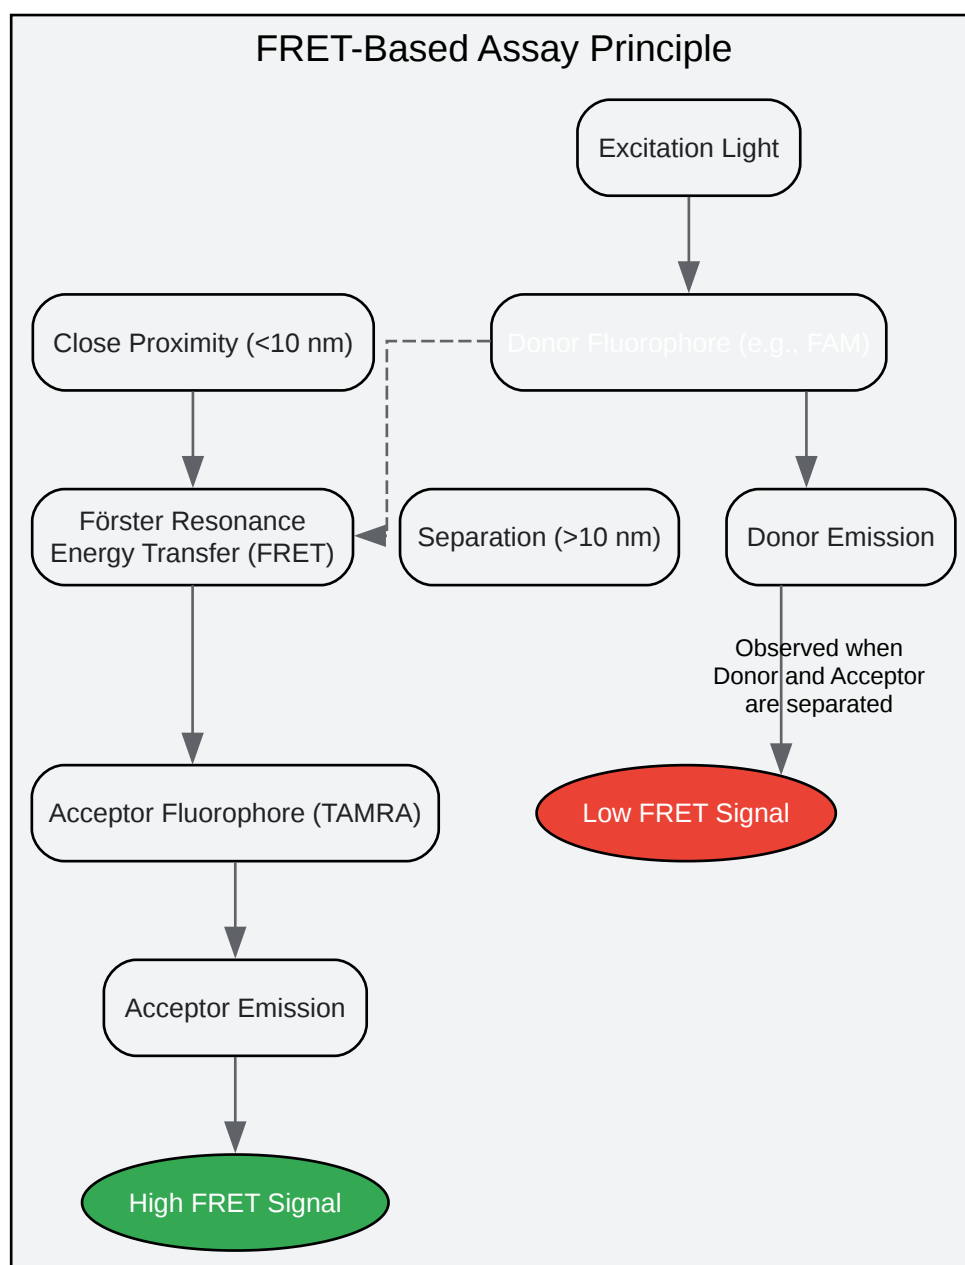 FRET-Based Assay Principle
Excitation Light
Close Proximity (<10 nm)
Donor Fluorophore (e.g., FAM)
Förster Resonance
Energy Transfer (FRET)
Separation (>10 nm)
Donor Emission
Observed when
Donor and Acceptor
are separated
Acceptor Fluorophore (TAMRA)
Low FRET Signal
Acceptor Emission
High FRET Signal